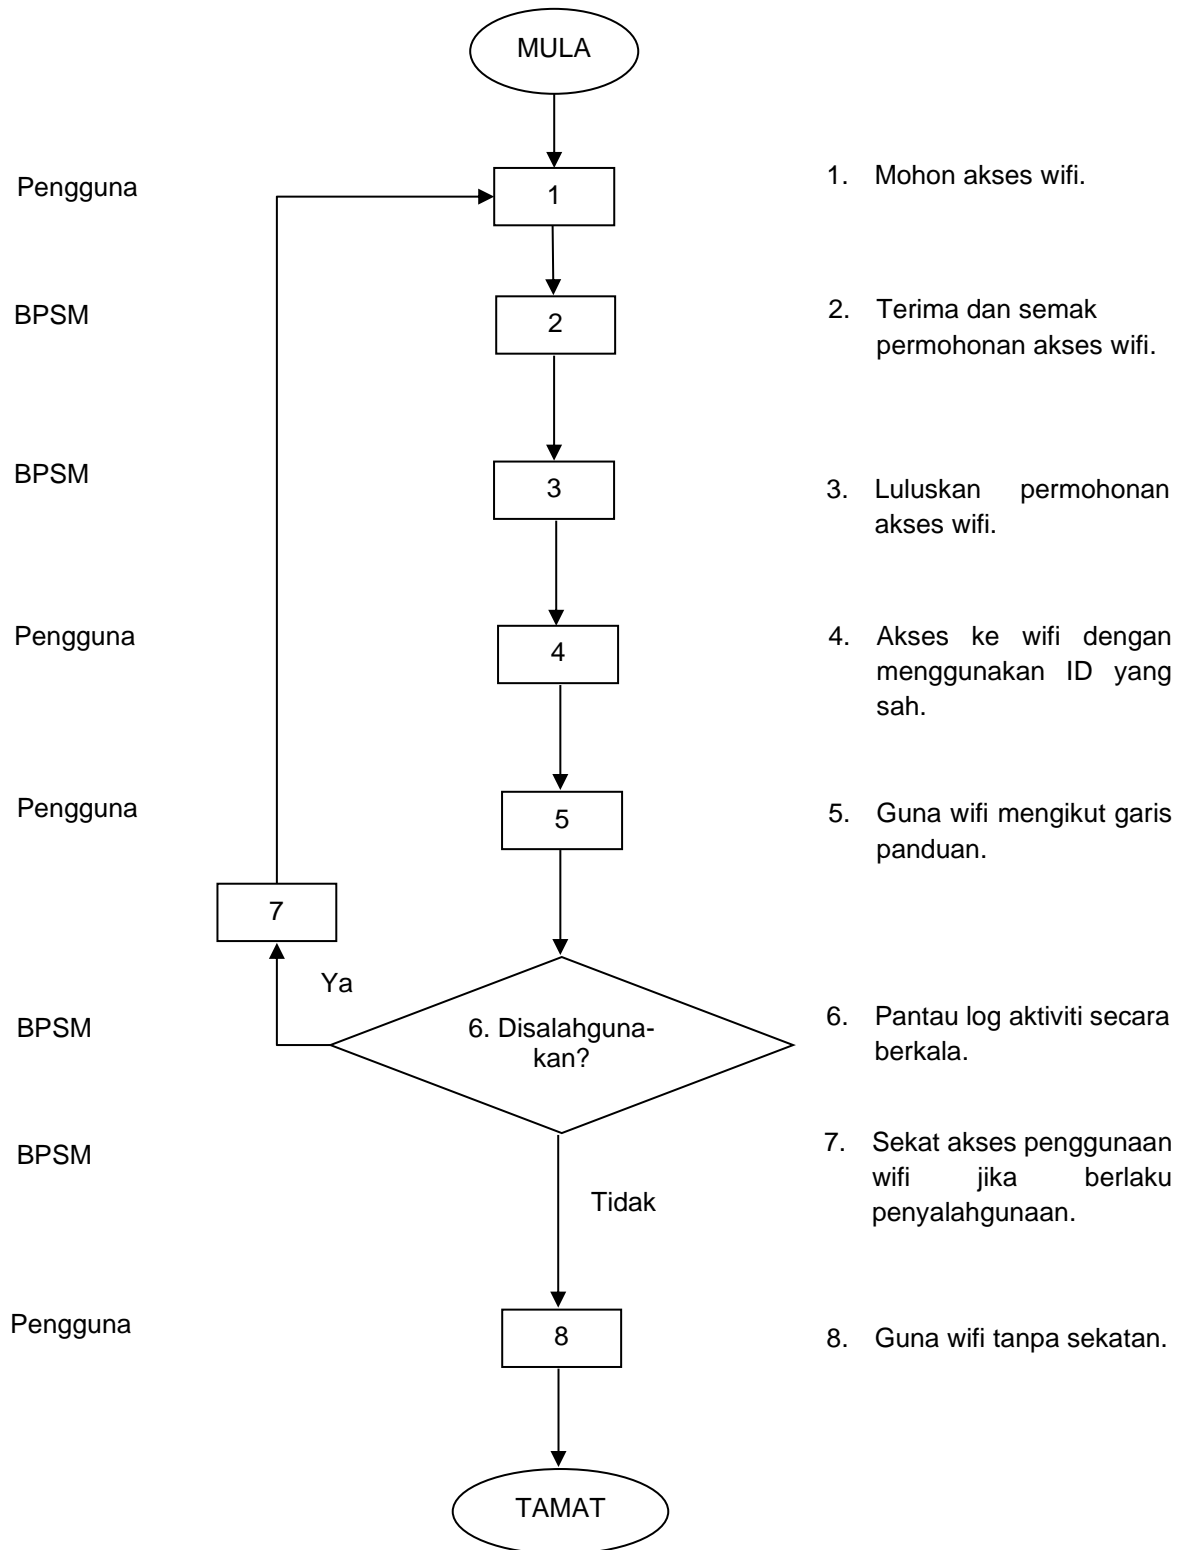 MULA
Pengguna
1
1. Mohon akses wifi.
BPSM
2
2. Terima dan semak
permohonan akses wifi.
BPSM
3
3. Luluskan permohonan
akses wifi.
Pengguna
4
4. Akses ke wifi dengan
menggunakan ID yang
sah.
Pengguna
5
5. Guna wifi mengikut garis
panduan.
7
Ya
BPSM
6. Disalahguna-
kan?
6. Pantau log aktiviti secara
berkala.
BPSM
7. Sekat akses penggunaan
wifi jika berlaku
penyalahgunaan.
Tidak
Pengguna
8
8. Guna wifi tanpa sekatan.
TAMAT